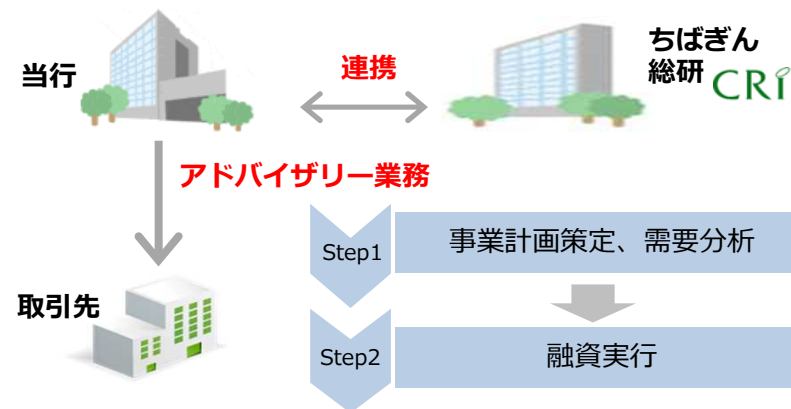 当行
連携
ちばぎん
総研 CRI
アドバイザリー業務
Step1
事業計画策定、需要分析
取引先
Step2
融資実行